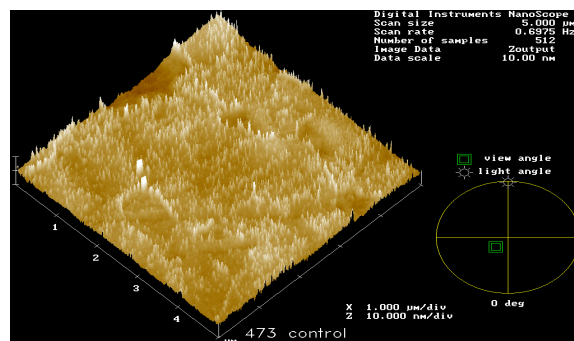 Digital Instruments NanoScope
Scan size 5.000 µm
Scan rate 0.6975 Hz
Number of samples 512
Image Data Zoutput
Data scale 10.00 nm
view angle
light angle
1
2
3
4
µm
X 1.000 µm/div
Z 10.000 nm/div
0 deg
473 control